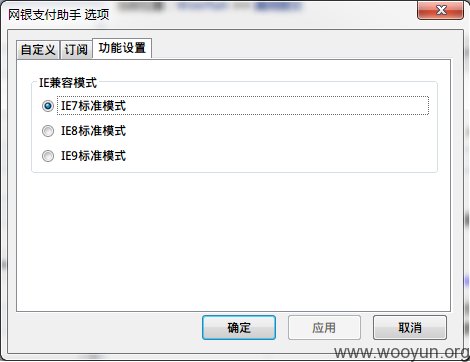 网银支付助手 选项
自定义 订阅 功能设置
IE兼容模式
IE7标准模式
IE8标准模式
IE9标准模式
确定 应用 取消
www.wooyun.org